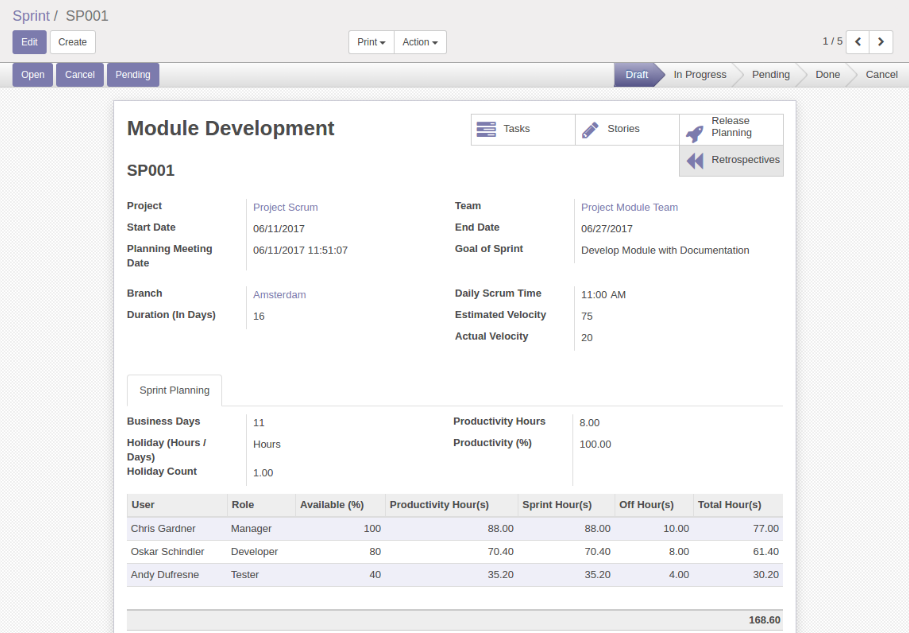 Sprint / SP001
Edit Create Print Action 1 / 5
Open Cancel Pending Draft In Progress Pending Done Cancel
Module Development
Tasks Stories Release Planning
Retrospectives
SP001
Project Project Scrum Team Project Module Team
Start Date 06/11/2017 End Date 06/27/2017
Planning Meeting Date 06/11/2017 11:51:07 Goal of Sprint Develop Module with Documentation
Branch Amsterdam Daily Scrum Time 11:00 AM
Duration (In Days) 16 Estimated Velocity 75
Actual Velocity 20
Sprint Planning
Business Days 11 Productivity Hours 8.00
Holiday (Hours / Days) Hours Productivity (%) 100.00
Holiday Count 1.00
User Role Available (%) Productivity Hour(s) Sprint Hour(s) Off Hour(s) Total Hour(s)
Chris Gardner Manager 100 88.00 88.00 10.00 77.00
Oskar Schindler Developer 80 70.40 70.40 8.00 61.40
Andy Dufresne Tester 40 35.20 35.20 4.00 30.20
168.60